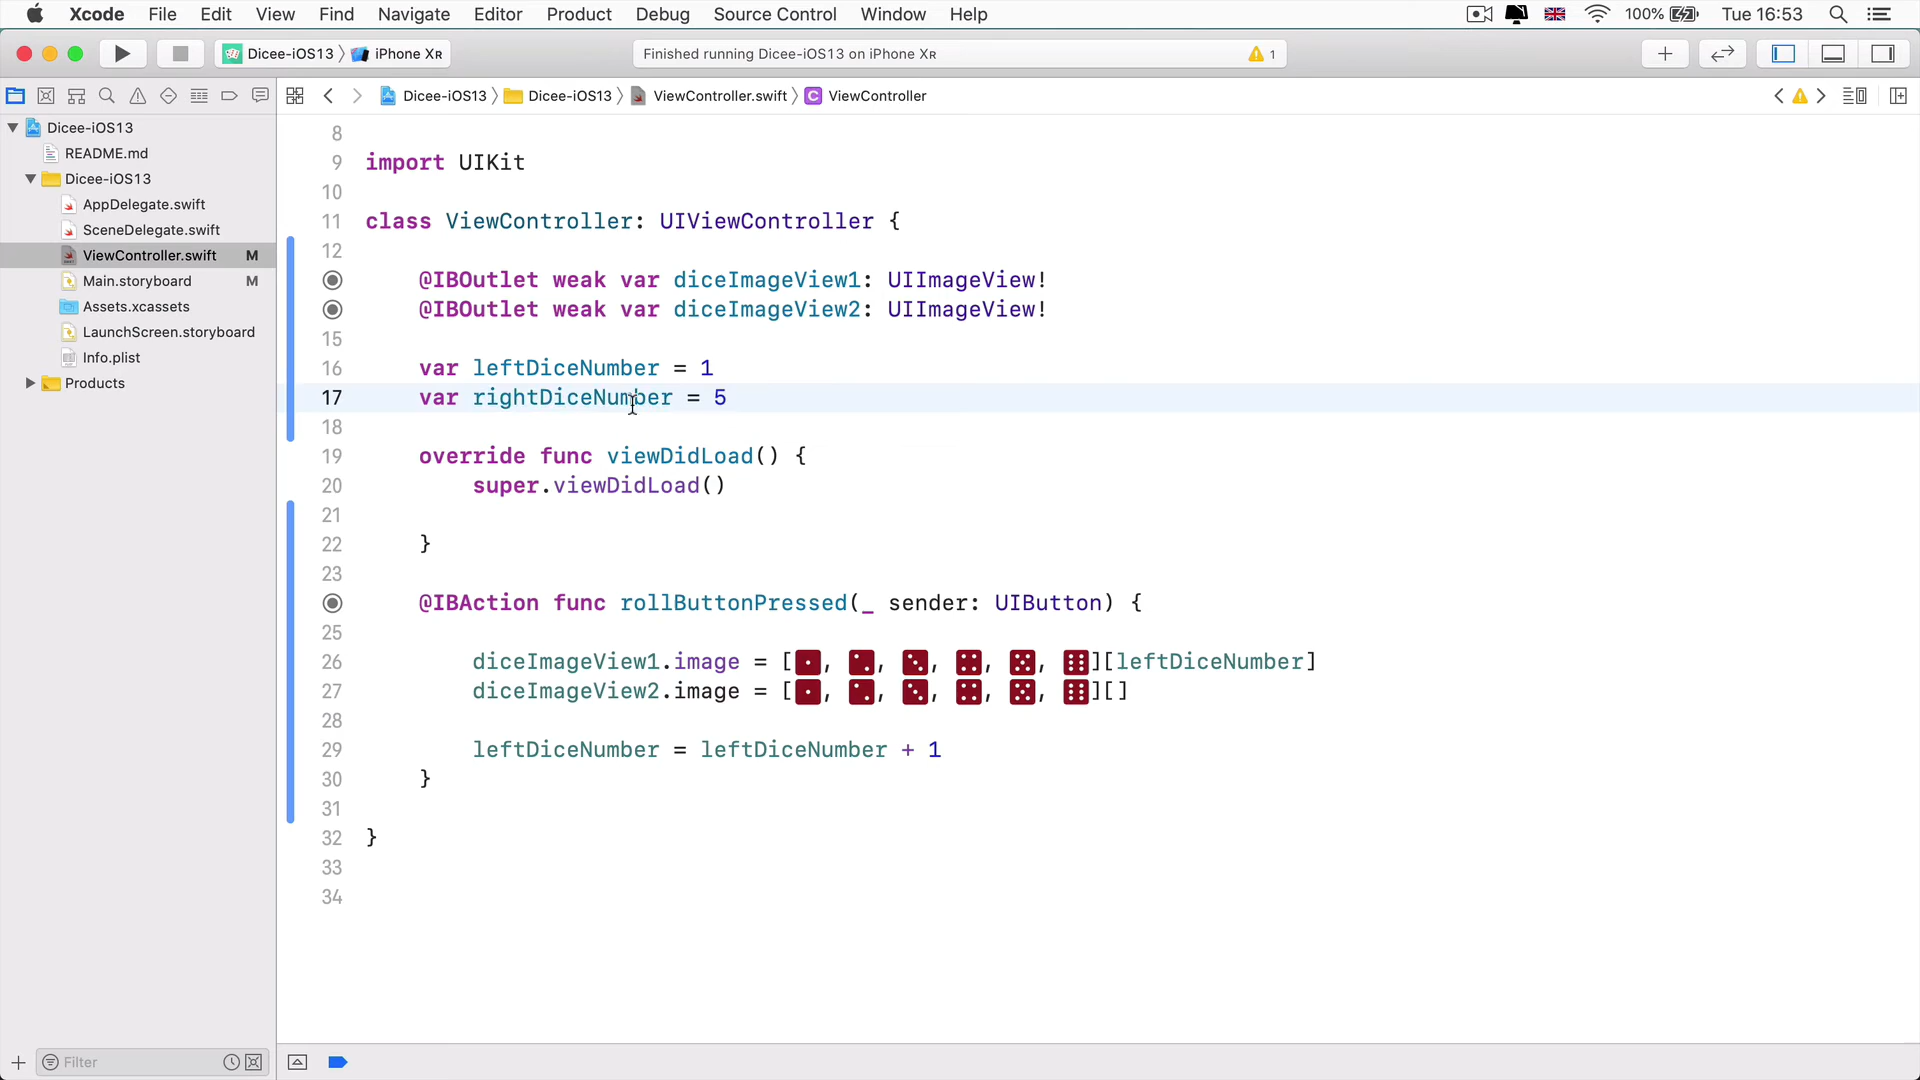 Xcode File Edit View Find Navigate Editor Product Debug Source Control Window Help 100% Tue 16:53
Dicee-iOS13 iPhone XR Finished running Dicee-iOS13 on iPhone XR 1
Dicee-iOS13 Dicee-iOS13 ViewController.swift C ViewController
Dicee-iOS13
README.md
Dicee-iOS13
AppDelegate.swift
SceneDelegate.swift
ViewController.swift M
Main.storyboard M
Assets.xcassets
LaunchScreen.storyboard
Info.plist
Products
Filter
8
9 import UIKit
10
11 class ViewController: UIViewController {
12
@IBOutlet weak var diceImageView1: UIImageView!
@IBOutlet weak var diceImageView2: UIImageView!
15
16 var leftDiceNumber = 1
17 var rightDiceNumber = 5
18
19 override func viewDidLoad() {
20 super.viewDidLoad()
21
22 }
23
@IBAction func rollButtonPressed(_ sender: UIButton) {
25
26 diceImageView1.image = [⚀, ⚁, ⚂, ⚃, ⚄, ⚅][leftDiceNumber]
27 diceImageView2.image = [⚀, ⚁, ⚂, ⚃, ⚄, ⚅][]
28
29 leftDiceNumber = leftDiceNumber + 1
30 }
31
32 }
33
34